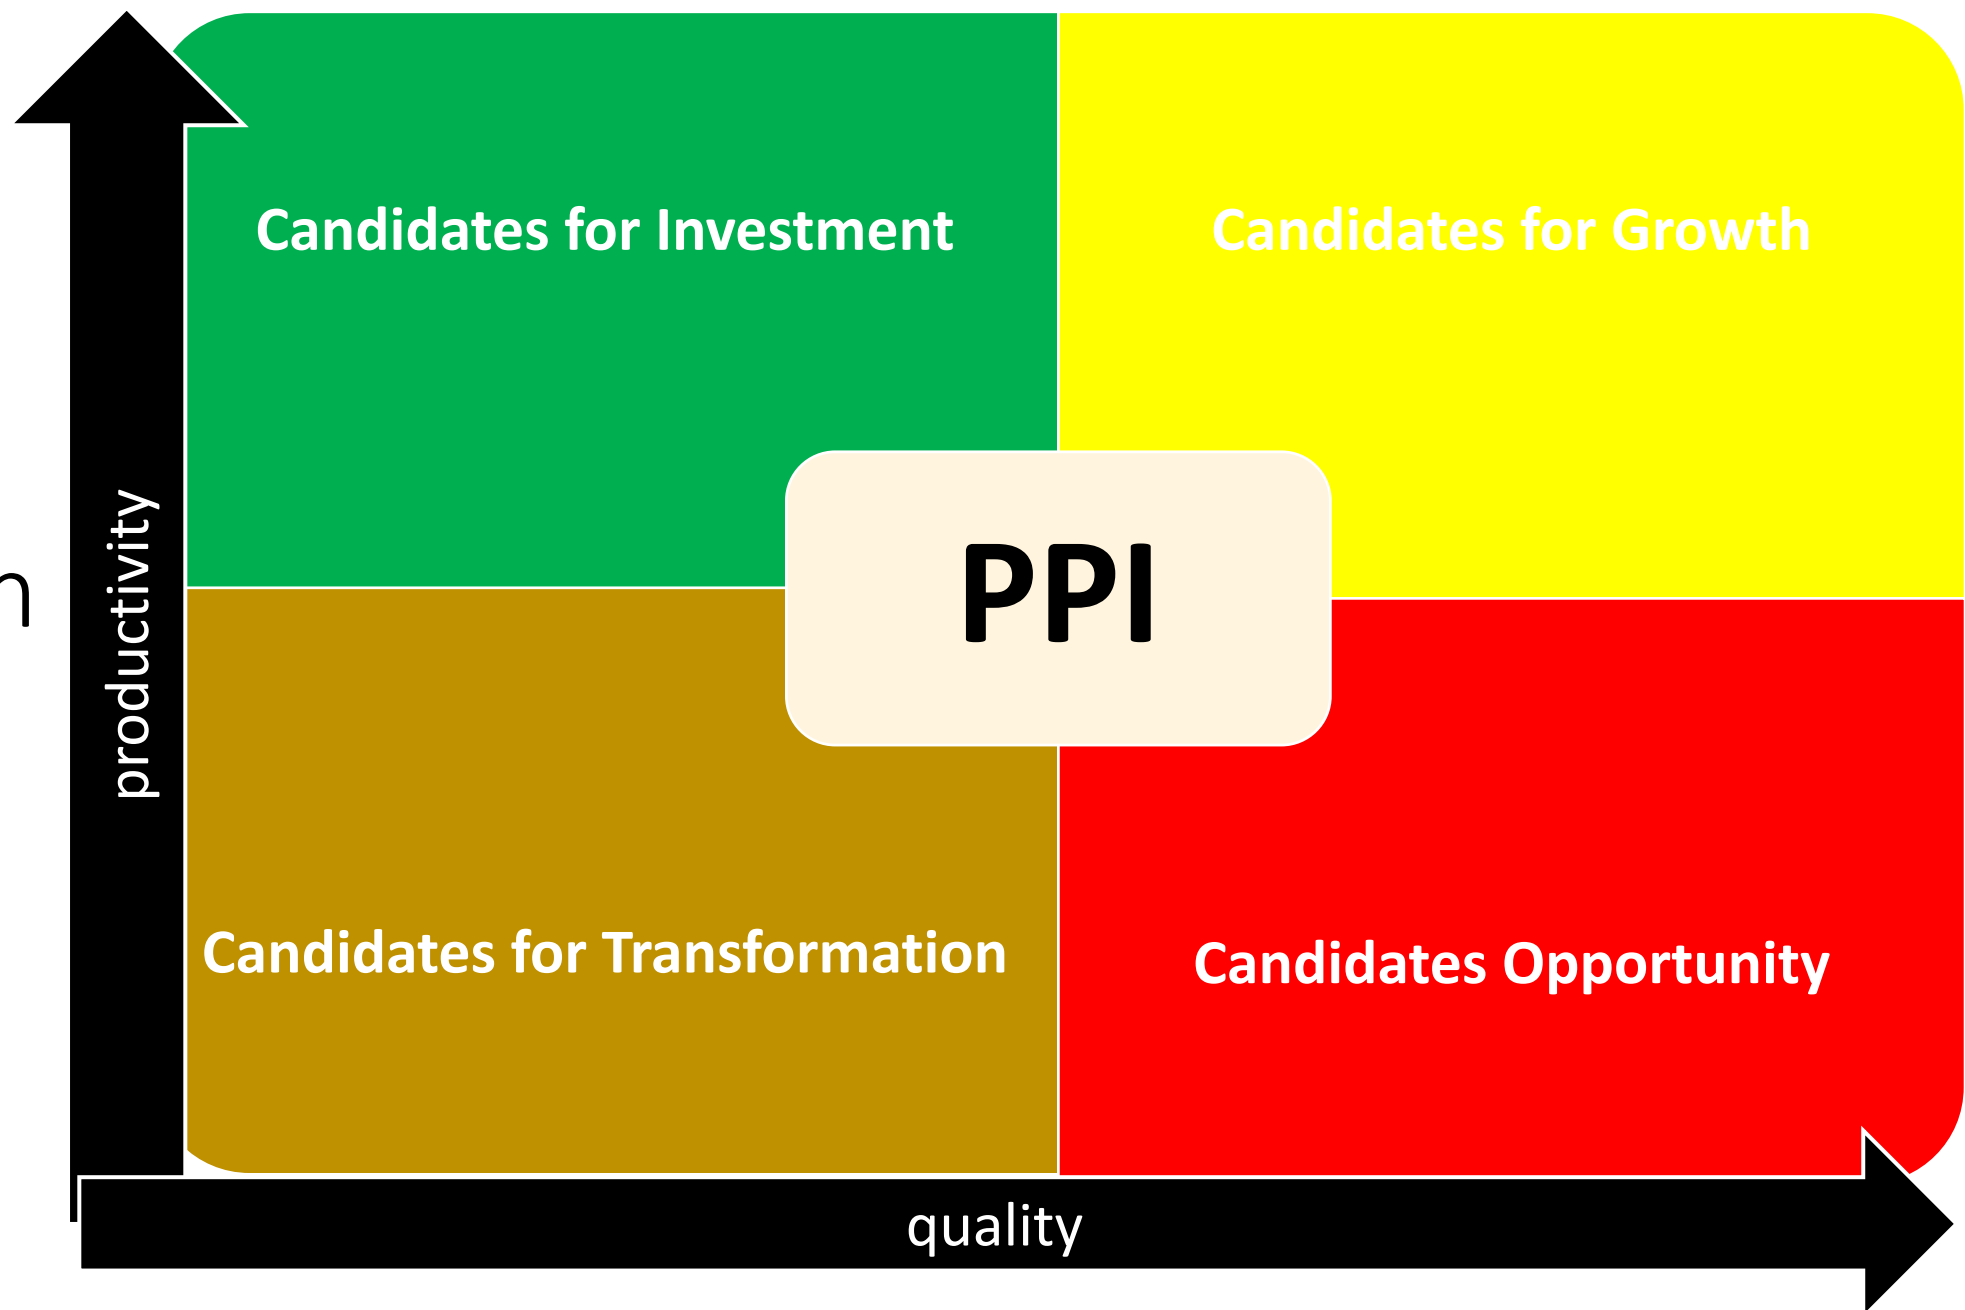 Candidates for Investment
Candidates for Growth
PPI
n
productivity
Candidates for Transformation
Candidates Opportunity
quality